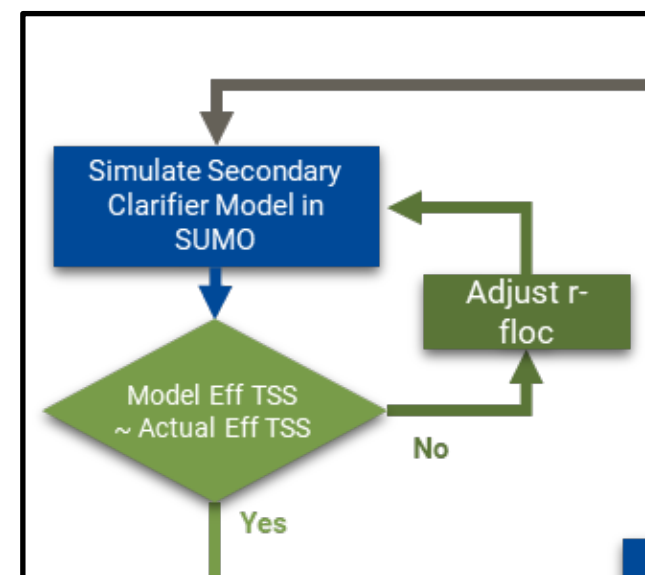 Simulate Secondary
Clarifier Model in
SUMO
Adjust r-
floc
Model Eff TSS
~ Actual Eff TSS
No
Yes